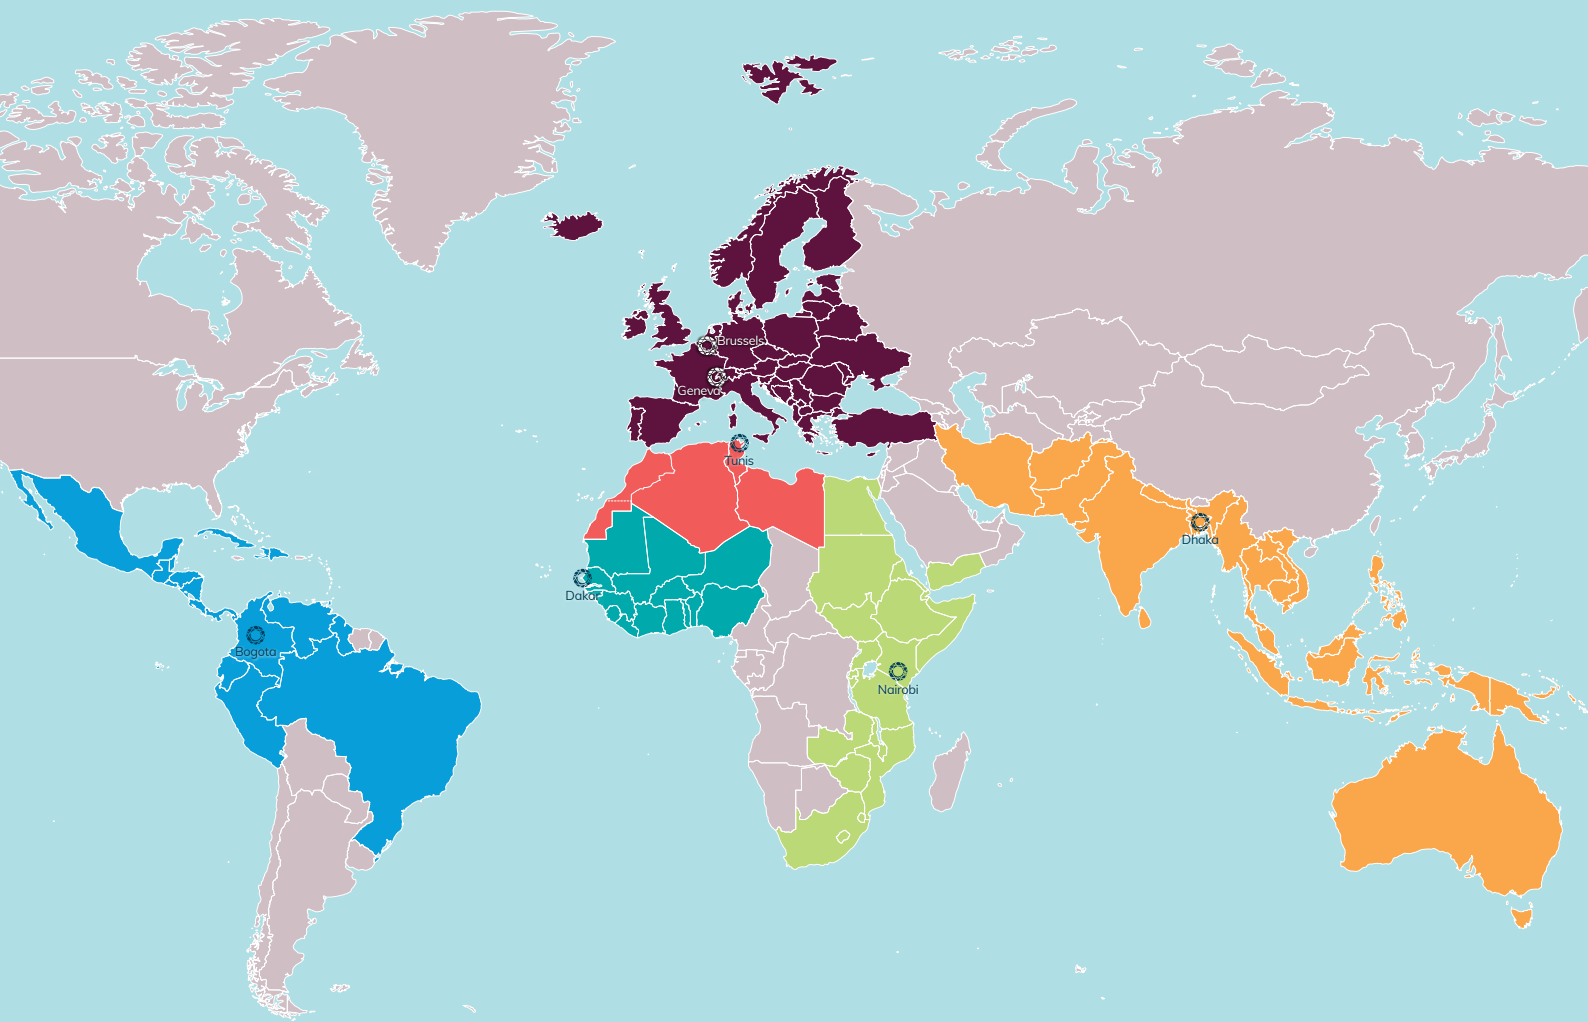 Brussels
Geneva
Tunis
Dhaka
Dakar
Bogota
Nairobi